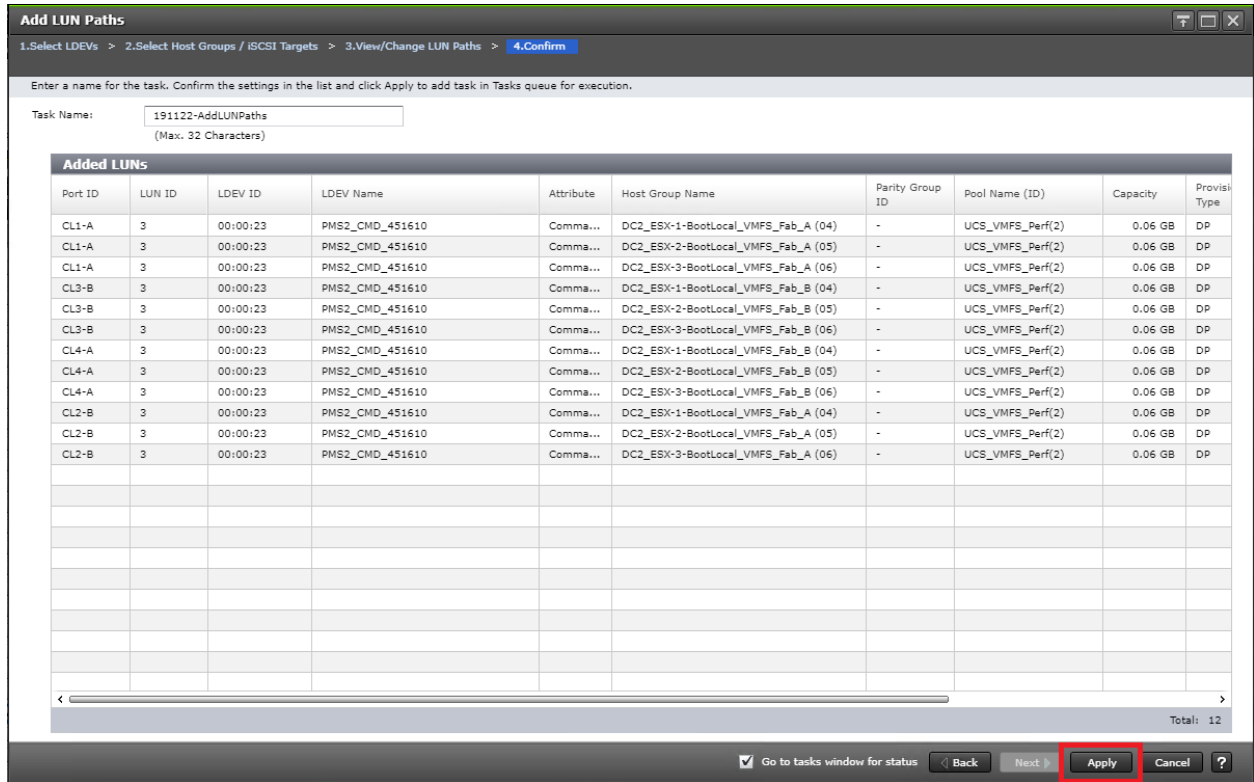 Add LUN Paths
1.Select LDEVs > 2.Select Host Groups / iSCSI Targets > 3.View/Change LUN Paths > 4.Confirm
Enter a name for the task. Confirm the settings in the list and click Apply to add task in Tasks queue for execution.
Task Name: 191122-AddLUNPaths
(Max. 32 Characters)
Added LUNs
Port ID LUN ID LDEV ID LDEV Name Attribute Host Group Name Parity Group ID Pool Name (ID) Capacity Provisi Type
CL1-A 3 00:00:23 PMS2_CMD_451610 Comma... DC2_ESX-1-BootLocal_VMFS_Fab_A (04) - UCS_VMFS_Perf(2) 0.06 GB DP
CL1-A 3 00:00:23 PMS2_CMD_451610 Comma... DC2_ESX-2-BootLocal_VMFS_Fab_A (05) - UCS_VMFS_Perf(2) 0.06 GB DP
CL1-A 3 00:00:23 PMS2_CMD_451610 Comma... DC2_ESX-3-BootLocal_VMFS_Fab_A (06) - UCS_VMFS_Perf(2) 0.06 GB DP
CL3-B 3 00:00:23 PMS2_CMD_451610 Comma... DC2_ESX-1-BootLocal_VMFS_Fab_B (04) - UCS_VMFS_Perf(2) 0.06 GB DP
CL3-B 3 00:00:23 PMS2_CMD_451610 Comma... DC2_ESX-2-BootLocal_VMFS_Fab_B (05) - UCS_VMFS_Perf(2) 0.06 GB DP
CL3-B 3 00:00:23 PMS2_CMD_451610 Comma... DC2_ESX-3-BootLocal_VMFS_Fab_B (06) - UCS_VMFS_Perf(2) 0.06 GB DP
CL4-A 3 00:00:23 PMS2_CMD_451610 Comma... DC2_ESX-1-BootLocal_VMFS_Fab_B (04) - UCS_VMFS_Perf(2) 0.06 GB DP
CL4-A 3 00:00:23 PMS2_CMD_451610 Comma... DC2_ESX-2-BootLocal_VMFS_Fab_B (05) - UCS_VMFS_Perf(2) 0.06 GB DP
CL4-A 3 00:00:23 PMS2_CMD_451610 Comma... DC2_ESX-3-BootLocal_VMFS_Fab_B (06) - UCS_VMFS_Perf(2) 0.06 GB DP
CL2-B 3 00:00:23 PMS2_CMD_451610 Comma... DC2_ESX-1-BootLocal_VMFS_Fab_A (04) - UCS_VMFS_Perf(2) 0.06 GB DP
CL2-B 3 00:00:23 PMS2_CMD_451610 Comma... DC2_ESX-2-BootLocal_VMFS_Fab_A (05) - UCS_VMFS_Perf(2) 0.06 GB DP
CL2-B 3 00:00:23 PMS2_CMD_451610 Comma... DC2_ESX-3-BootLocal_VMFS_Fab_A (06) - UCS_VMFS_Perf(2) 0.06 GB DP
Total: 12
Go to tasks window for status Back Next Apply Cancel ?